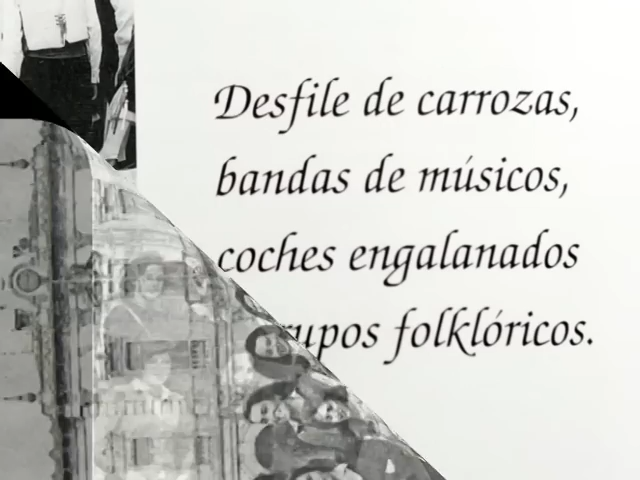 Desfile de carrozas,
bandas de músicos,
coches engalanados
folklóricos.